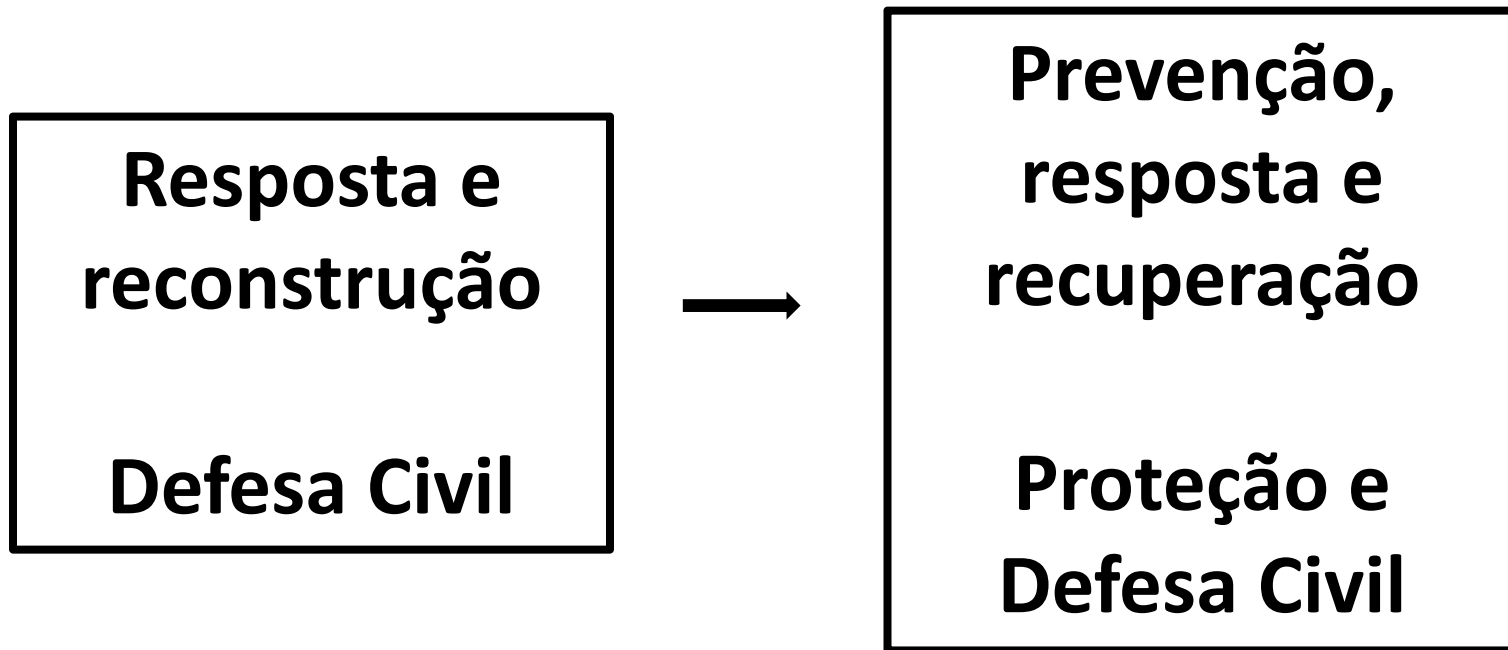 Resposta e
reconstrução
Defesa Civil
Prevenção,
resposta e
recuperação
Proteção e
Defesa Civil